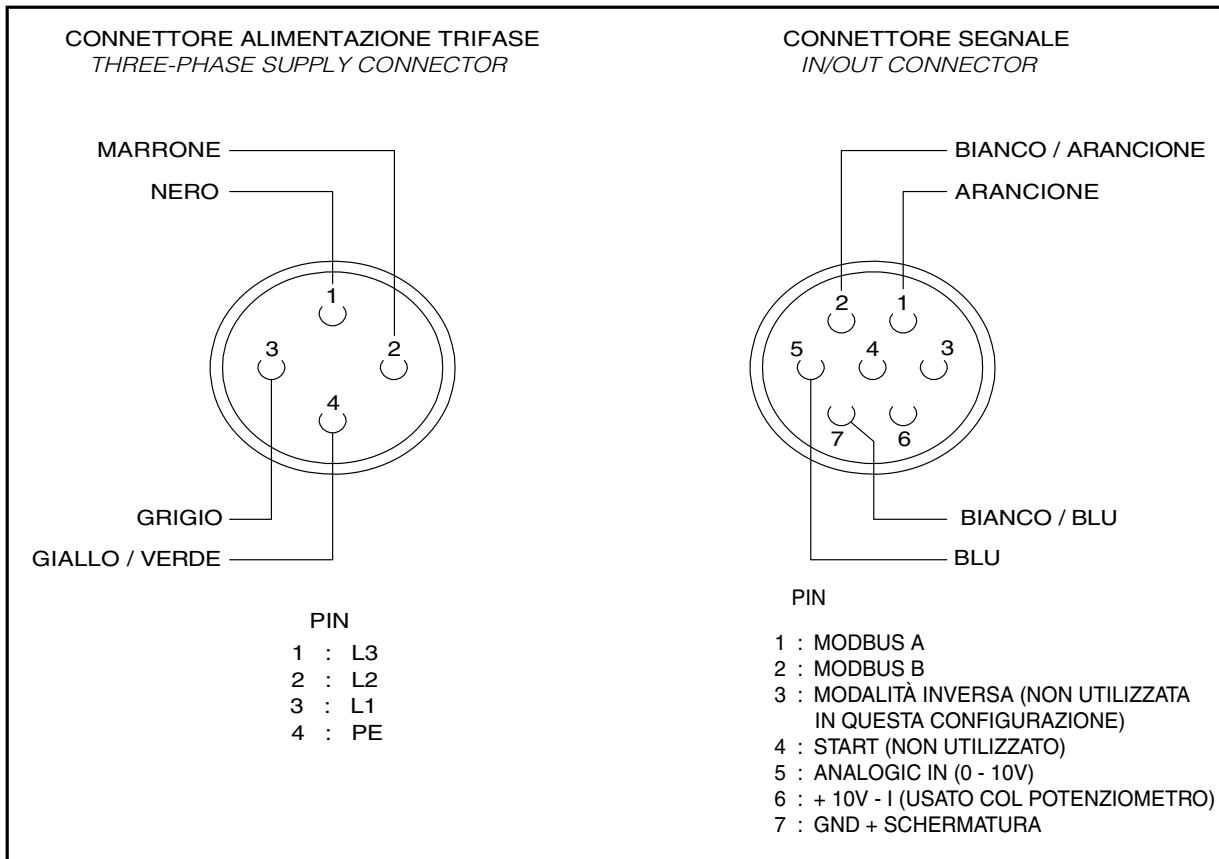 CONNETTORE ALIMENTAZIONE TRIFASE
THREE-PHASE SUPPLY CONNECTOR
MARRONE
NERO
1
3
2
4
GRIGIO
GIALLO / VERDE
PIN
1 : L3
2 : L2
3 : L1
4 : PE
CONNETTORE SEGNALE
IN/OUT CONNECTOR
BIANCO / ARANCIONE
ARANCIONE
2
1
5
4
3
7
6
BIANCO / BLU
BLU
PIN
1 : MODBUS A
2 : MODBUS B
3 : MODALITÀ INVERSA (NON UTILIZZATA
IN QUESTA CONFIGURAZIONE)
4 : START (NON UTILIZZATO)
5 : ANALOGIC IN (0 - 10V)
6 : + 10V - I (USATO COL POTENZIOMETRO)
7 : GND + SCHERMATURA